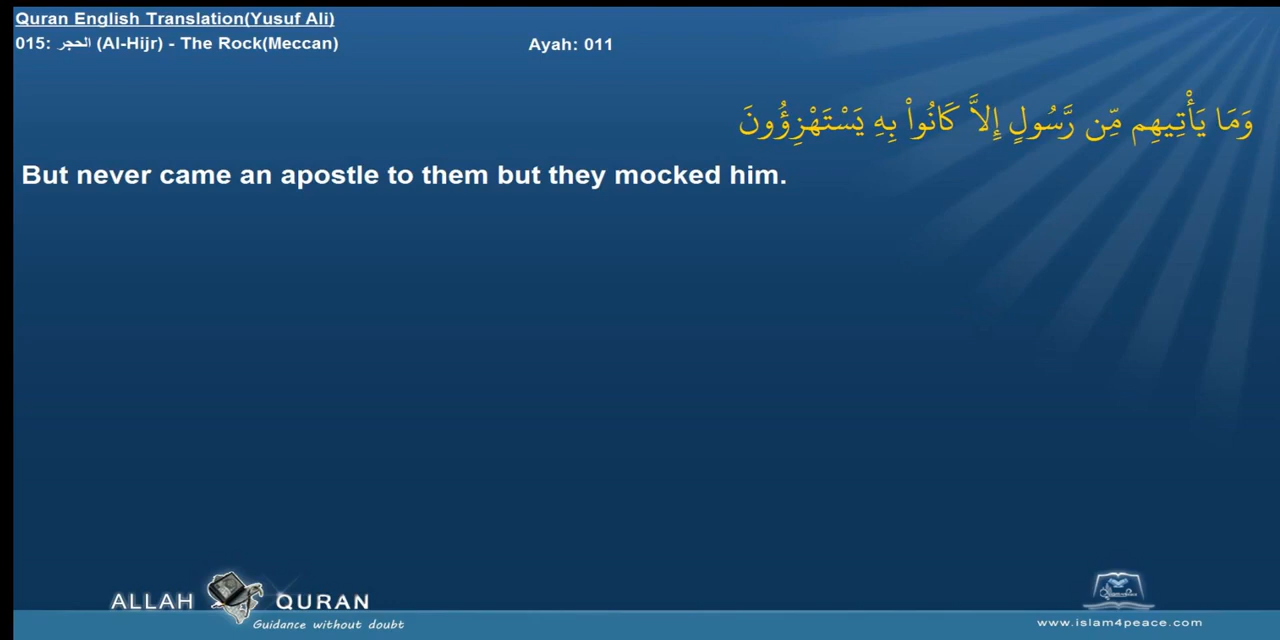 Quran English Translation(Yusuf Ali)
015: الحجر (Al-Hijr) - The Rock(Meccan)
Ayah: 011
وَمَا يَأْتِيهِم مِّن رَّسُولٍ إِلاَّ كَانُواْ بِهِ يَسْتَهْزِؤُونَ
But never came an apostle to them but they mocked him.
ALLAH QURAN
Guidance without doubt
www.islam4peace.com